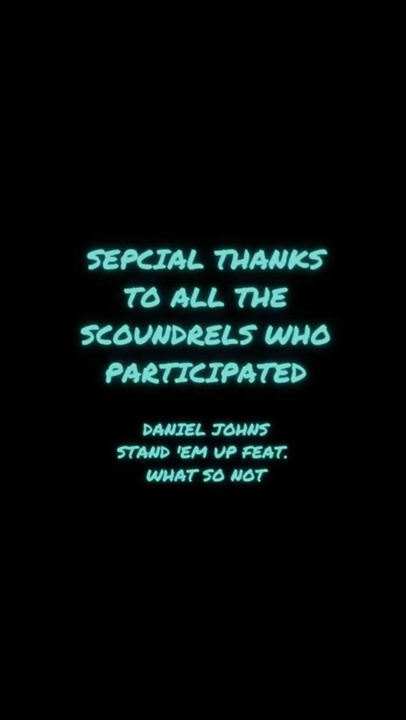 SEPCIAL THANKS
TO ALL THE
SCOUNDRELS WHO
PARTICIPATED
DANIEL JOHNS
STAND 'EM UP FEAT.
WHAT SO NOT